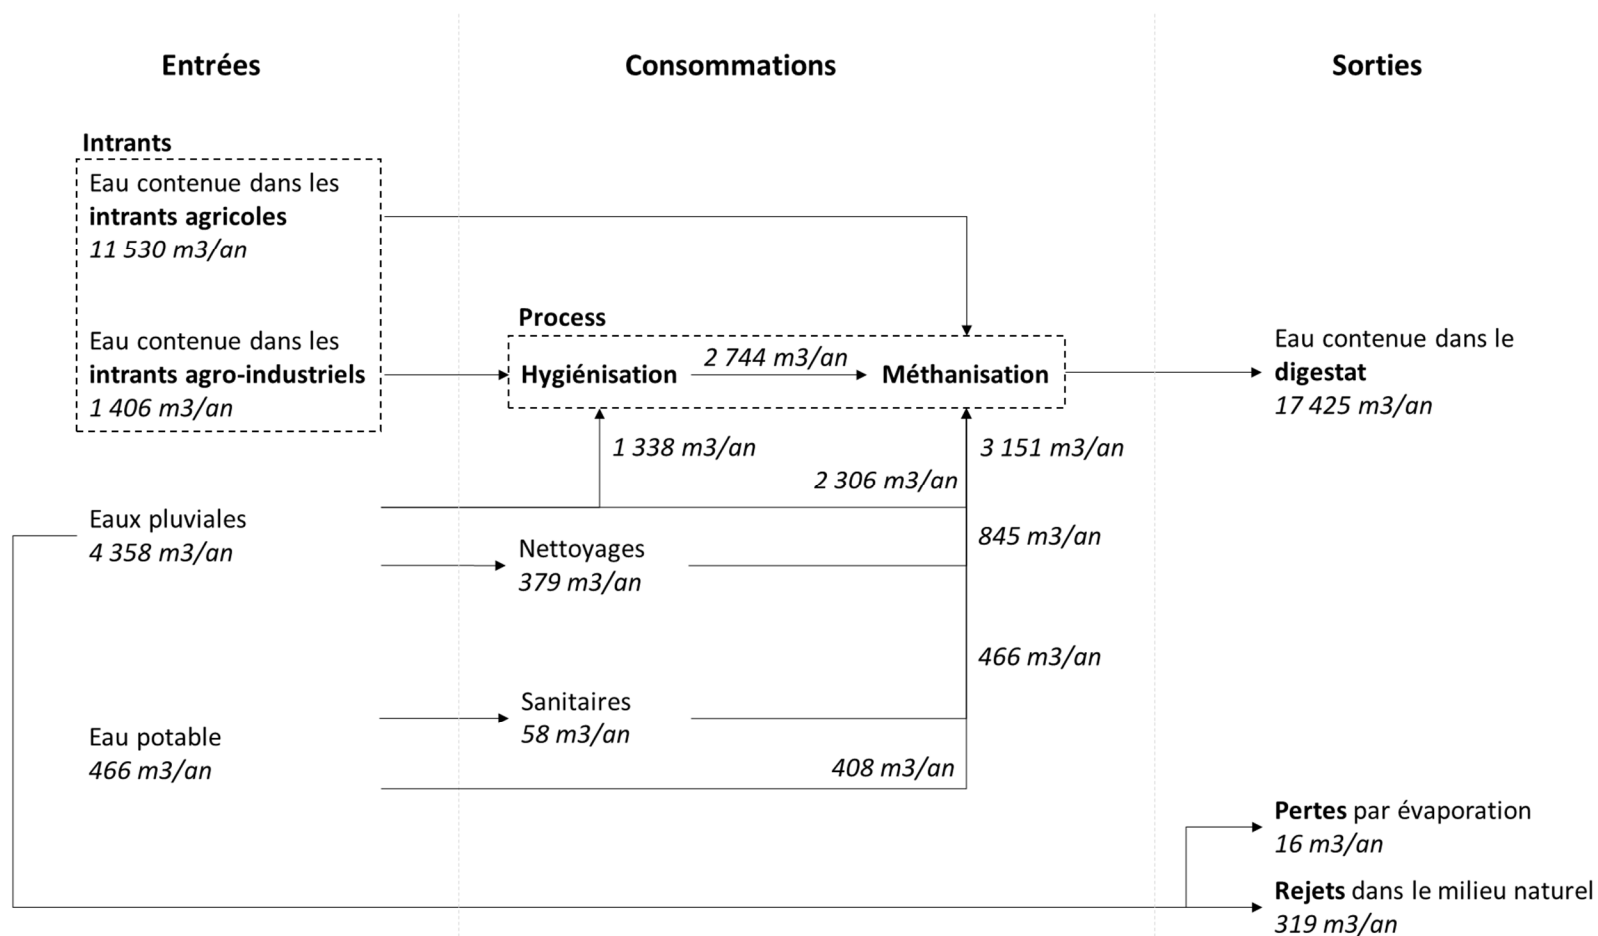 Entrées
Consommations
Sorties
Intrants
Eau contenue dans les
intrants agricoles
11 530 m3/an
Eau contenue dans les
intrants agro-industriels
1 406 m3/an
Process
Hygiénisation
2 744 m3/an
Méthanisation
Eau contenue dans le
digestat
17 425 m3/an
1 338 m3/an
3 151 m3/an
2 306 m3/an
Eaux pluviales
4 358 m3/an
845 m3/an
Nettoyages
379 m3/an
466 m3/an
Sanitaires
58 m3/an
Eau potable
466 m3/an
408 m3/an
Pertes par évaporation
16 m3/an
Rejets dans le milieu naturel
319 m3/an